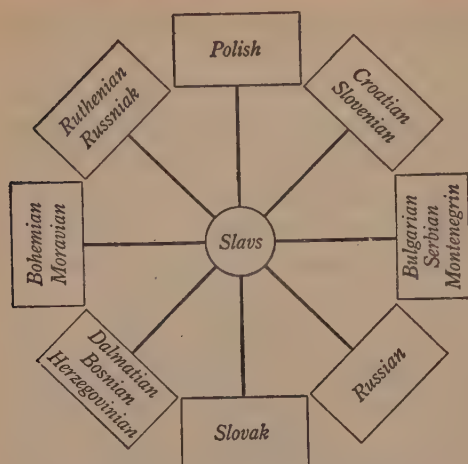 Polish
Croatian
Slovenian
Bulgarian
Serbian
Montenegrin
Russian
Slovak
Dalmatian
Bosnian
Herzegovinian
Bohemian
Moravian
Ruthenian
Russniak
Slavs